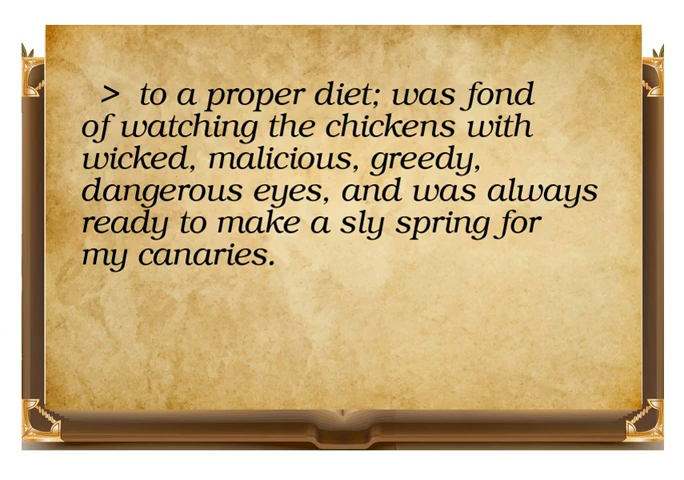 > to a proper diet; was fond
of watching the chickens with
wicked, malicious, greedy,
dangerous eyes, and was always
ready to make a sly spring for
my canaries.